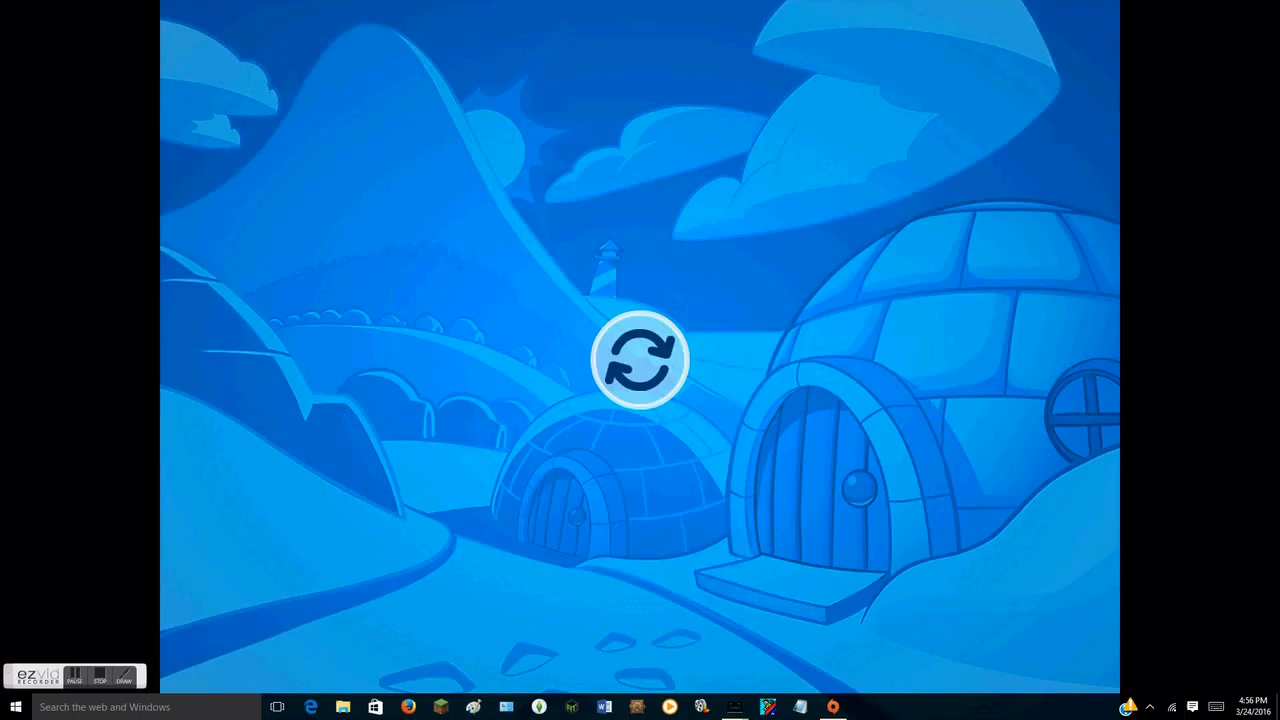 ezvid
RECORDER
PAUSE
STOP
DRAW
Search the web and Windows
4:56 PM
3/24/2016